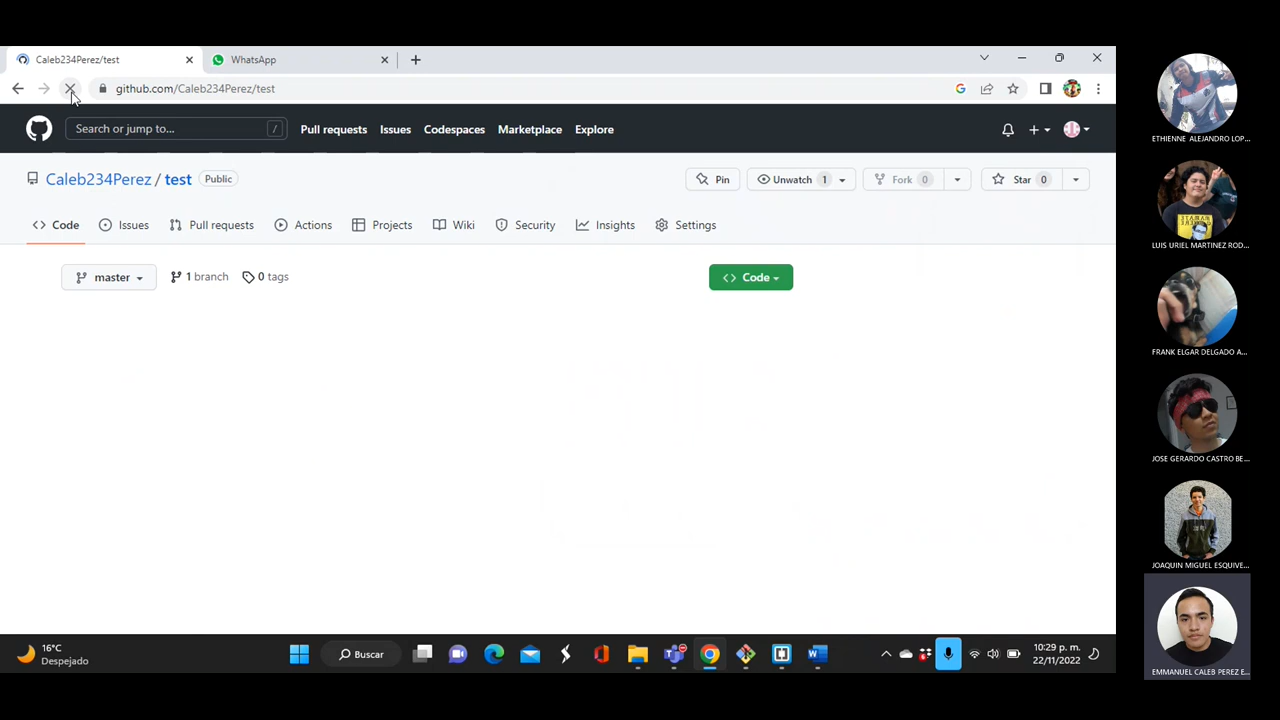 Caleb234Perez/test
WhatsApp
github.com/Caleb234Perez/test
Search or jump to... /
Pull requests Issues Codespaces Marketplace Explore
Caleb234Perez / test Public
Pin Unwatch 1 Fork 0 Star 0
Code Issues Pull requests Actions Projects Wiki Security Insights Settings
master 1 branch 0 tags Code
16°C
Despejado
Buscar
10:29 p. m.
22/11/2022
ETHIENNE ALEJANDRO LOP...
LUIS URIEL MARTINEZ ROD...
FRANK ELGAR DELGADO A...
JOSE GERARDO CASTRO BE...
JOAQUIN MIGUEL ESQUIVE...
EMMANUEL CALEB PEREZ E...